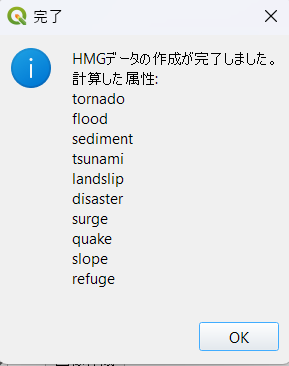 完了
HMGデータの作成が完了しました。
計算した属性:
tornado
flood
sediment
tsunami
landslip
disaster
surge
quake
slope
refuge
OK